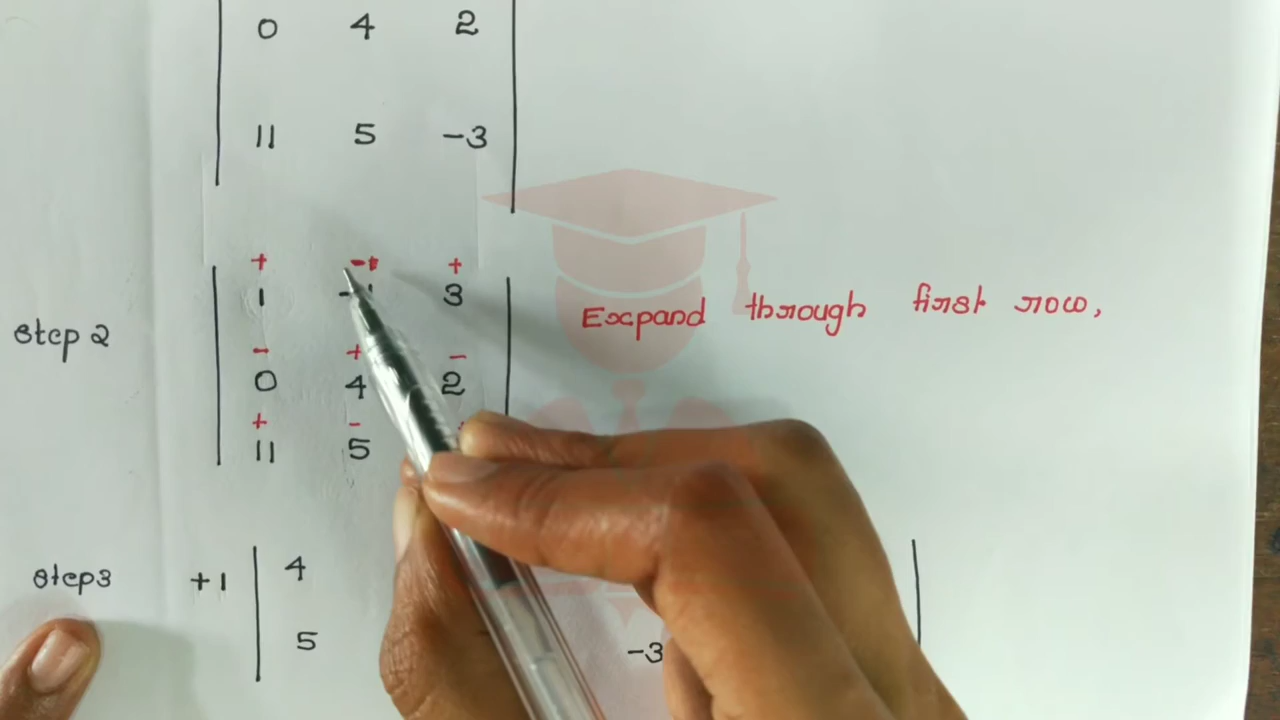 0 4 2
11 5 -3
+ - +
1 3
Step 2 Expand through first row,
- + -
0 4 2
+ -
11 5
Step3 +1 4
5 -3